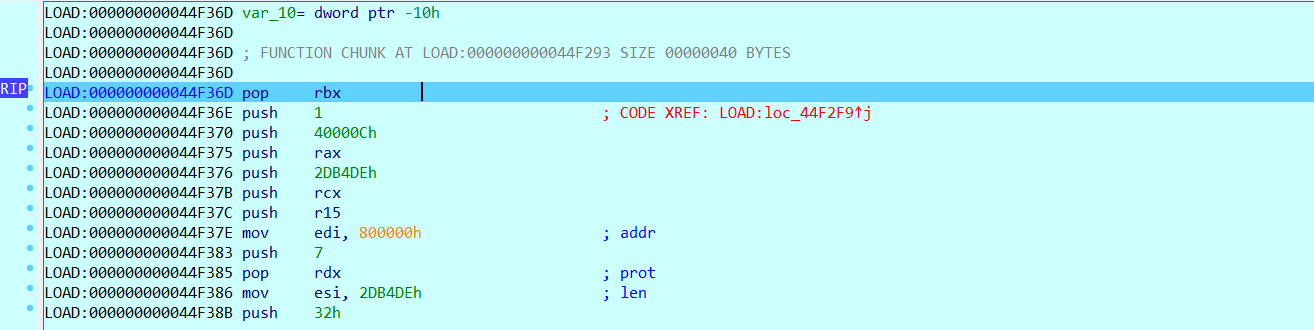 LOAD:000000000044F36D var_10= dword ptr -10h
LOAD:000000000044F36D
LOAD:000000000044F36D ; FUNCTION CHUNK AT LOAD:000000000044F293 SIZE 00000040 BYTES
LOAD:000000000044F36D
RIP LOAD:000000000044F36D pop rbx
LOAD:000000000044F36E push 1 ; CODE XREF: LOAD:loc_44F2F9↑j
LOAD:000000000044F370 push 40000Ch
LOAD:000000000044F375 push rax
LOAD:000000000044F376 push 2DB4DEh
LOAD:000000000044F37B push rcx
LOAD:000000000044F37C push r15
LOAD:000000000044F37E mov edi, 800000h ; addr
LOAD:000000000044F383 push 7
LOAD:000000000044F385 pop rdx ; prot
LOAD:000000000044F386 mov esi, 2DB4DEh ; len
LOAD:000000000044F38B push 32h